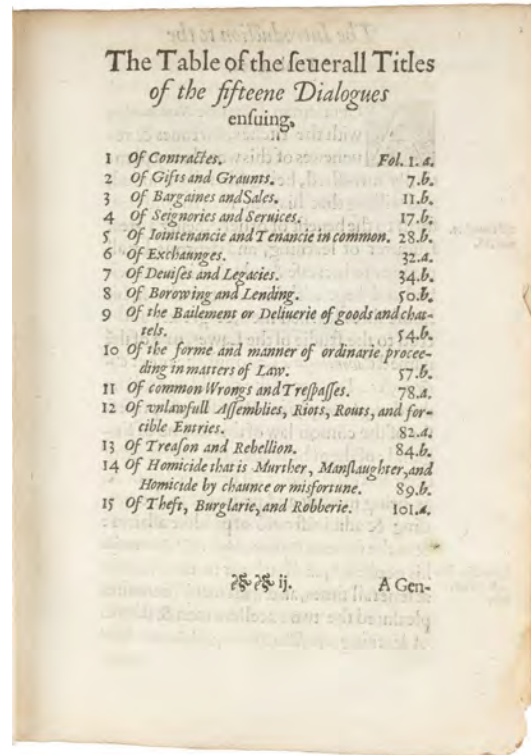 The Table of the ſeuerall Titles
of the fifteene Dialogues
enſuing,
1 Of Contractes. Fol. 1. a.
2 Of Gifts and Graunts. 7. b.
3 Of Bargaines and Sales. 11. b.
4 Of Seignories and Seruices. 17. b.
5 Of Iointenancie and Tenancie in common. 28. b.
6 Of Exchaunges. 32. a.
7 Of Deuiſes and Legacies. 34. b.
8 Of Borowing and Lending. 50. b.
9 Of the Bailement or Deliuerie of goods and chat-
tels. 54. b.
10 Of the forme and manner of ordinarie procee-
ding in matters of Law. 57. b.
11 Of common Wrongs and Treſpaſſes. 78. a.
12 Of vnlawfull Aſſemblies, Riots, Routs, and for-
cible Entries. 82. a.
13 Of Treaſon and Rebellion. 84. b.
14 Of Homicide that is Murther, Manſlaughter, and
Homicide by chaunce or misfortune. 89. b.
15 Of Theft, Burglarie, and Robberie. 101. a.
ij. A Gen-